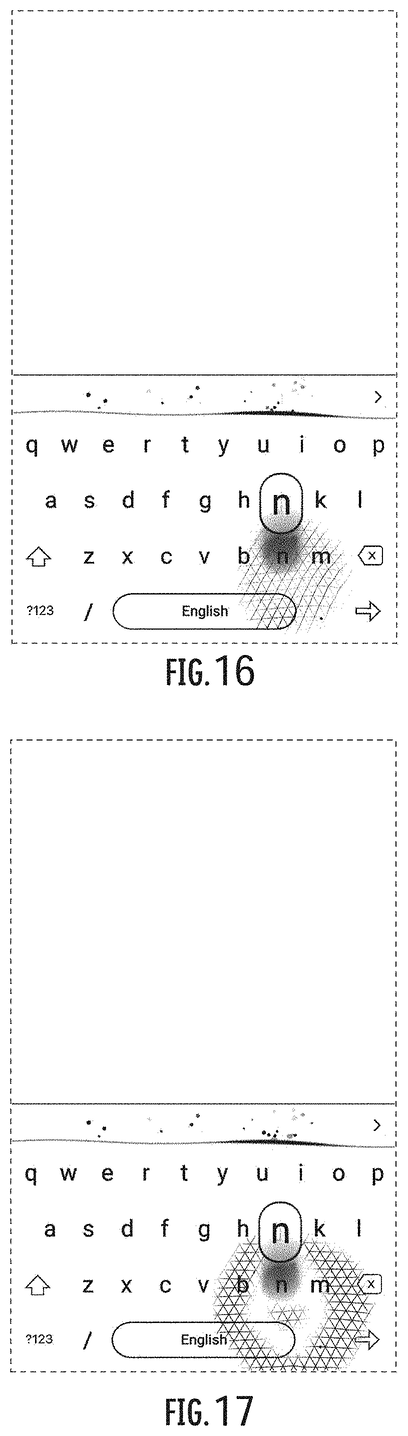 q w e r t y u i o p
a s d f g h n k l
z x c v b n m
?123 / English
FIG. 16
q w e r t y u i o p
a s d f g h n k l
z x c v b n m
?123 / English
FIG. 17